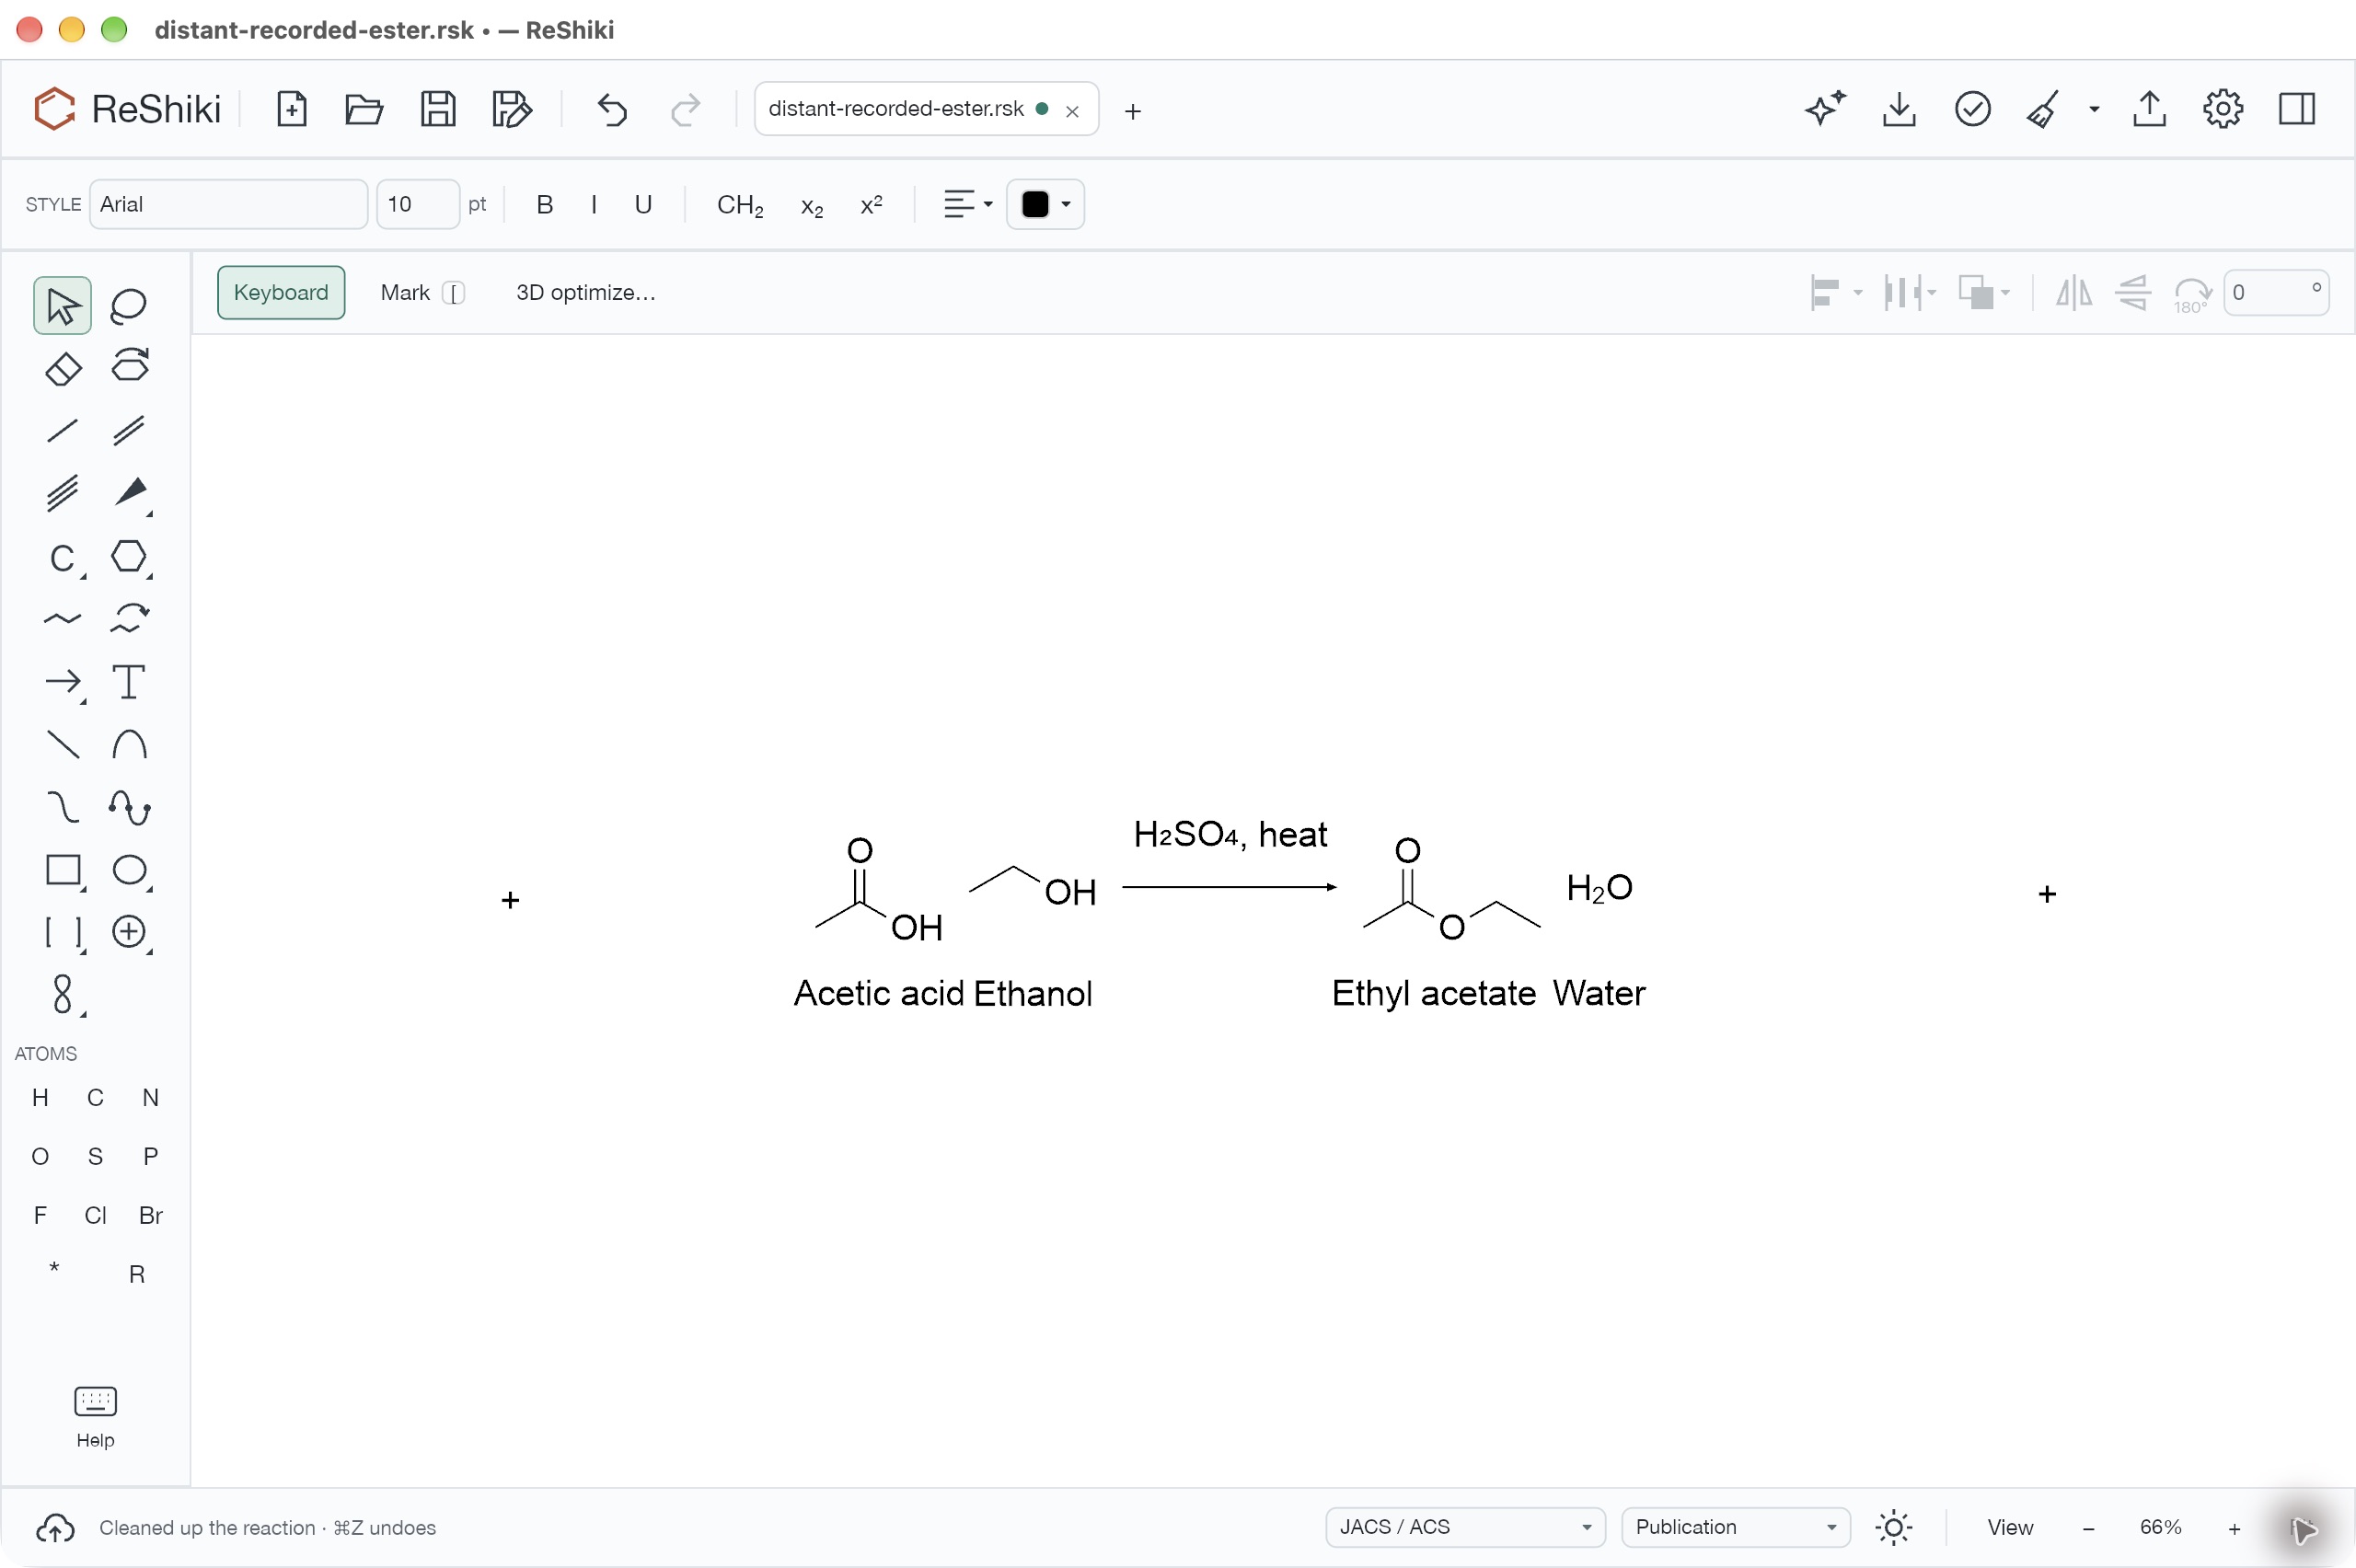 distant-recorded-ester.rsk • — ReShiki
ReShiki
distant-recorded-ester.rsk ● × +
STYLE Arial 10 pt B I U CH₂ x₂ x²
Keyboard Mark [ 3D optimize...
180° 0 °
C
T
H₂SO₄, heat
O O
+ OH H₂O +
OH O
Acetic acid Ethanol Ethyl acetate Water
ATOMS
H C N
O S P
F Cl Br
* R
Help
Cleaned up the reaction · ⌘Z undoes JACS / ACS Publication View − 66% +